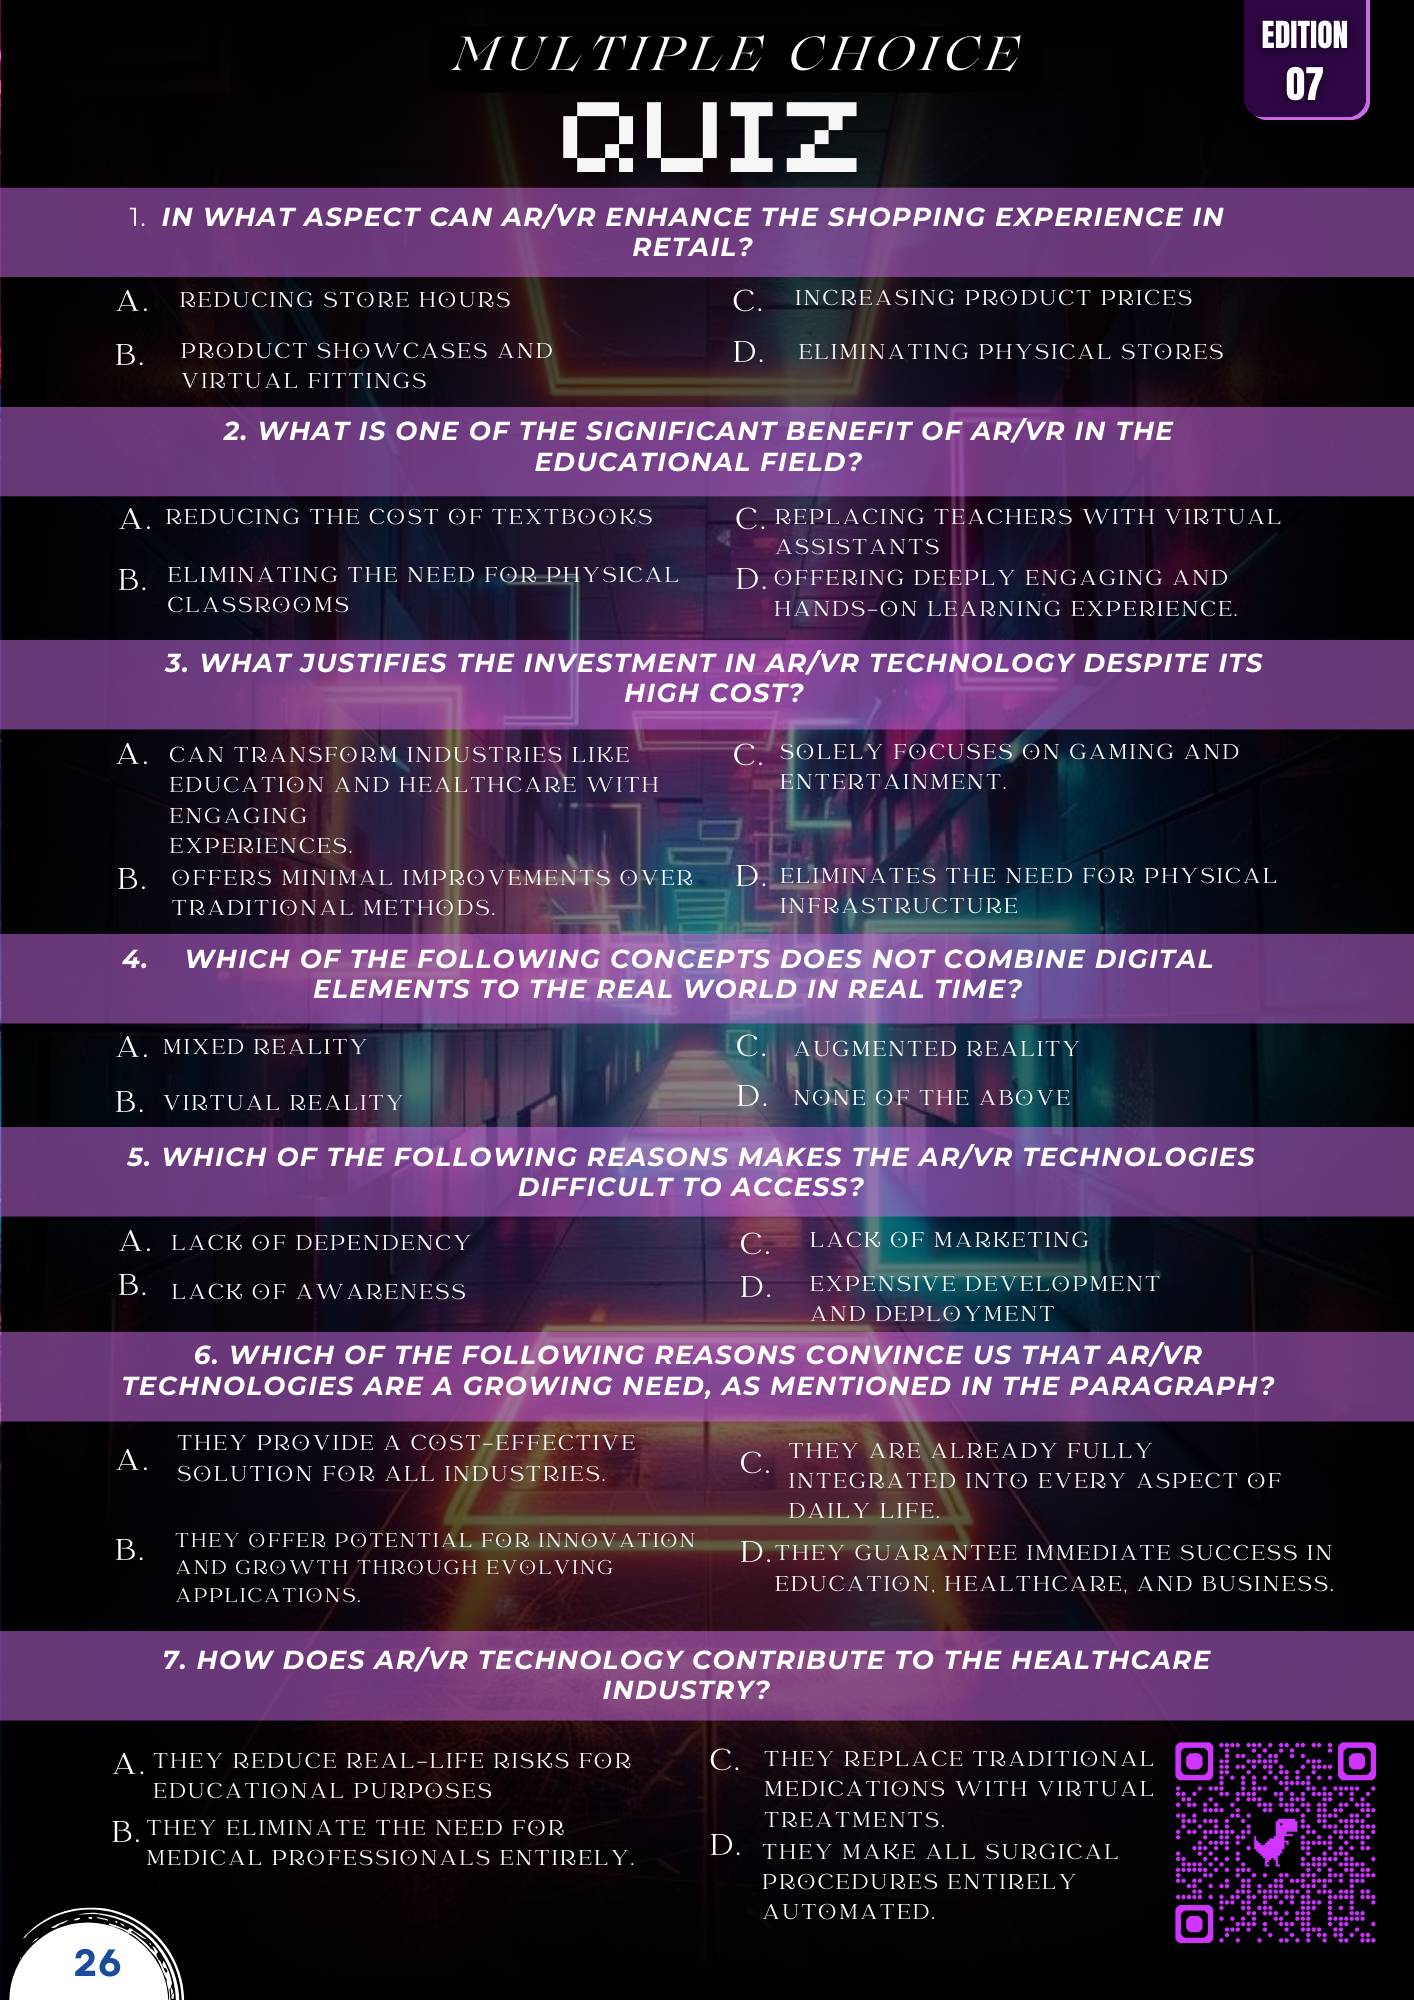 MULTIPLE CHOICE
QUIZ
EDITION
07
1. IN WHAT ASPECT CAN AR/VR ENHANCE THE SHOPPING EXPERIENCE IN
RETAIL?
A. REDUCING STORE HOURS
B. PRODUCT SHOWCASES AND
VIRTUAL FITTINGS
C. INCREASING PRODUCT PRICES
D. ELIMINATING PHYSICAL STORES
2. WHAT IS ONE OF THE SIGNIFICANT BENEFIT OF AR/VR IN THE
EDUCATIONAL FIELD?
A. REDUCING THE COST OF TEXTBOOKS
B. ELIMINATING THE NEED FOR PHYSICAL
CLASSROOMS
C. REPLACING TEACHERS WITH VIRTUAL
ASSISTANTS
D. OFFERING DEEPLY ENGAGING AND
HANDS-ON LEARNING EXPERIENCE.
3. WHAT JUSTIFIES THE INVESTMENT IN AR/VR TECHNOLOGY DESPITE ITS
HIGH COST?
A. CAN TRANSFORM INDUSTRIES LIKE
EDUCATION AND HEALTHCARE WITH
ENGAGING
EXPERIENCES.
B. OFFERS MINIMAL IMPROVEMENTS OVER
TRADITIONAL METHODS.
C. SOLELY FOCUSES ON GAMING AND
ENTERTAINMENT.
D. ELIMINATES THE NEED FOR PHYSICAL
INFRASTRUCTURE
4. WHICH OF THE FOLLOWING CONCEPTS DOES NOT COMBINE DIGITAL
ELEMENTS TO THE REAL WORLD IN REAL TIME?
A. MIXED REALITY
B. VIRTUAL REALITY
C. AUGMENTED REALITY
D. NONE OF THE ABOVE
5. WHICH OF THE FOLLOWING REASONS MAKES THE AR/VR TECHNOLOGIES
DIFFICULT TO ACCESS?
A. LACK OF DEPENDENCY
B. LACK OF AWARENESS
C. LACK OF MARKETING
D. EXPENSIVE DEVELOPMENT
AND DEPLOYMENT
6. WHICH OF THE FOLLOWING REASONS CONVINCE US THAT AR/VR
TECHNOLOGIES ARE A GROWING NEED, AS MENTIONED IN THE PARAGRAPH?
A. THEY PROVIDE A COST-EFFECTIVE
SOLUTION FOR ALL INDUSTRIES.
B. THEY OFFER POTENTIAL FOR INNOVATION
AND GROWTH THROUGH EVOLVING
APPLICATIONS.
C. THEY ARE ALREADY FULLY
INTEGRATED INTO EVERY ASPECT OF
DAILY LIFE.
D. THEY GUARANTEE IMMEDIATE SUCCESS IN
EDUCATION, HEALTHCARE, AND BUSINESS.
7. HOW DOES AR/VR TECHNOLOGY CONTRIBUTE TO THE HEALTHCARE
INDUSTRY?
A. THEY REDUCE REAL-LIFE RISKS FOR
EDUCATIONAL PURPOSES
B. THEY ELIMINATE THE NEED FOR
MEDICAL PROFESSIONALS ENTIRELY.
C. THEY REPLACE TRADITIONAL
MEDICATIONS WITH VIRTUAL
TREATMENTS.
D. THEY MAKE ALL SURGICAL
PROCEDURES ENTIRELY
AUTOMATED.
26